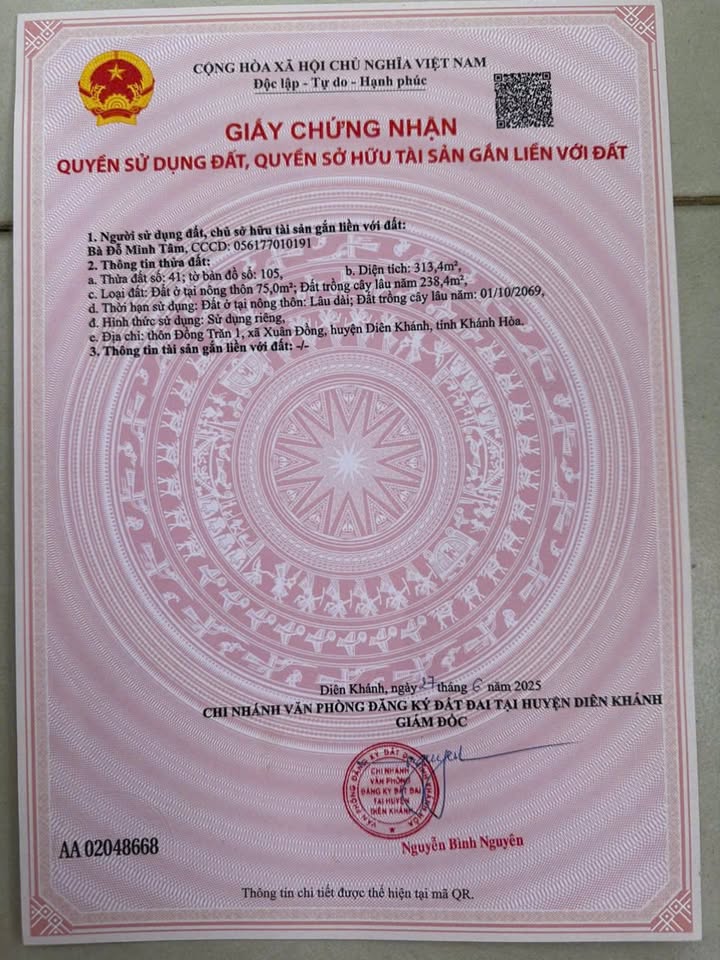 CỘNG HÒA XÃ HỘI CHỦ NGHĨA VIỆT NAM
Độc lập - Tự do - Hạnh phúc
GIẤY CHỨNG NHẬN
QUYỀN SỬ DỤNG ĐẤT, QUYỀN SỞ HỮU TÀI SẢN GẮN LIỀN VỚI ĐẤT
1. Người sử dụng đất, chủ sở hữu tài sản gắn liền với đất:
Bà Đỗ Minh Tâm, CCCD: 056177010191
2. Thông tin thửa đất:
a. Thửa đất số: 41; tờ bản đồ số: 105, b. Diện tích: 313,4m²,
c. Loại đất: Đất ở tại nông thôn 75,0m²; Đất trồng cây lâu năm 238,4m²,
d. Thời hạn sử dụng: Đất ở tại nông thôn: Lâu dài; Đất trồng cây lâu năm: 01/10/2069,
đ. Hình thức sử dụng: Sử dụng riêng,
e. Địa chỉ: thôn Đồng Trăn 1, xã Xuân Đồng, huyện Diên Khánh, tỉnh Khánh Hòa.
3. Thông tin tài sản gắn liền với đất: -/-
Diên Khánh, ngày 27 tháng 6 năm 2025
CHI NHÁNH VĂN PHÒNG ĐĂNG KÝ ĐẤT ĐAI TẠI HUYỆN DIÊN KHÁNH
GIÁM ĐỐC
CHI NHÁNH
VĂN PHÒNG
ĐĂNG KÝ ĐẤT ĐAI
TẠI HUYỆN
DIÊN KHÁNH
Nguyễn Bình Nguyên
AA 02048668
Thông tin chi tiết được thể hiện tại mã QR.